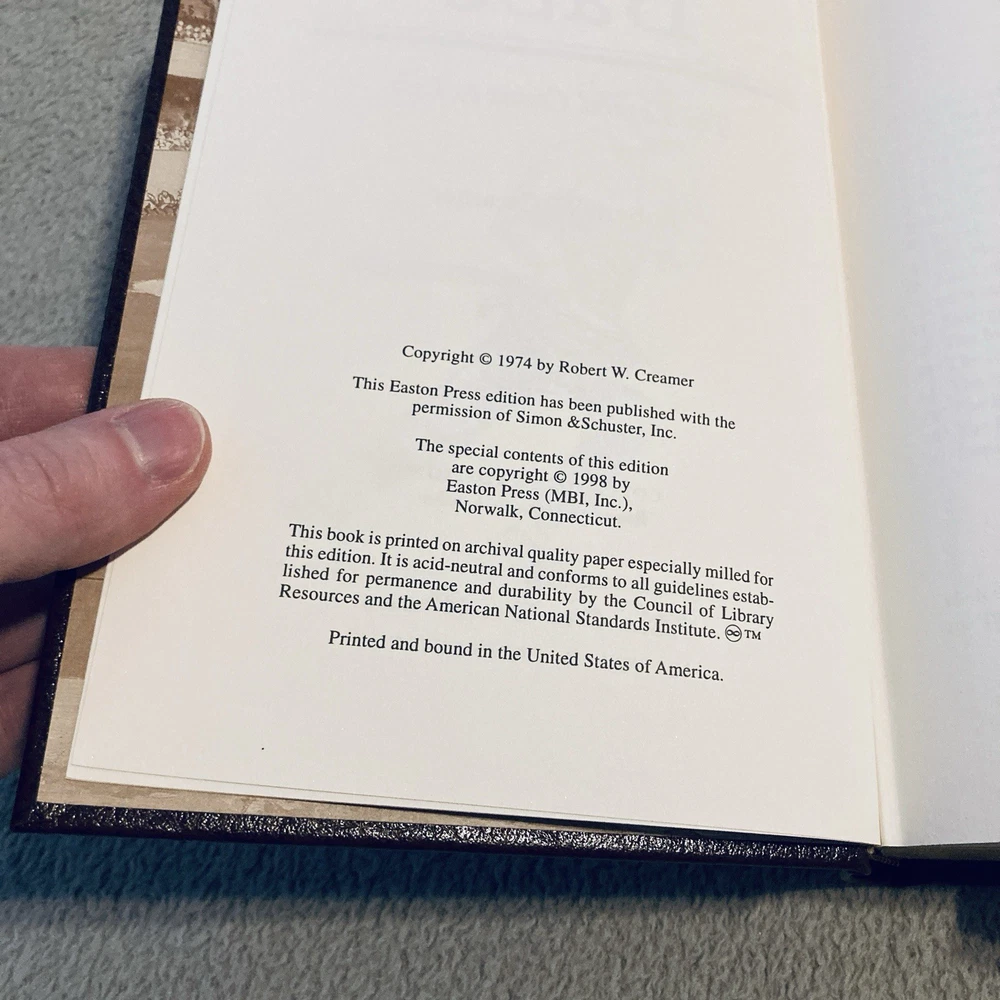 Copyright © 1974 by Robert W. Creamer
This Easton Press edition has been published with the
permission of Simon &Schuster, Inc.
The special contents of this edition
are copyright © 1998 by
Easton Press (MBI, Inc.),
Norwalk, Connecticut.
This book is printed on archival quality paper especially milled for
this edition. It is acid-neutral and conforms to all guidelines estab-
lished for permanence and durability by the Council of Library
Resources and the American National Standards Institute. ♾™
Printed and bound in the United States of America.